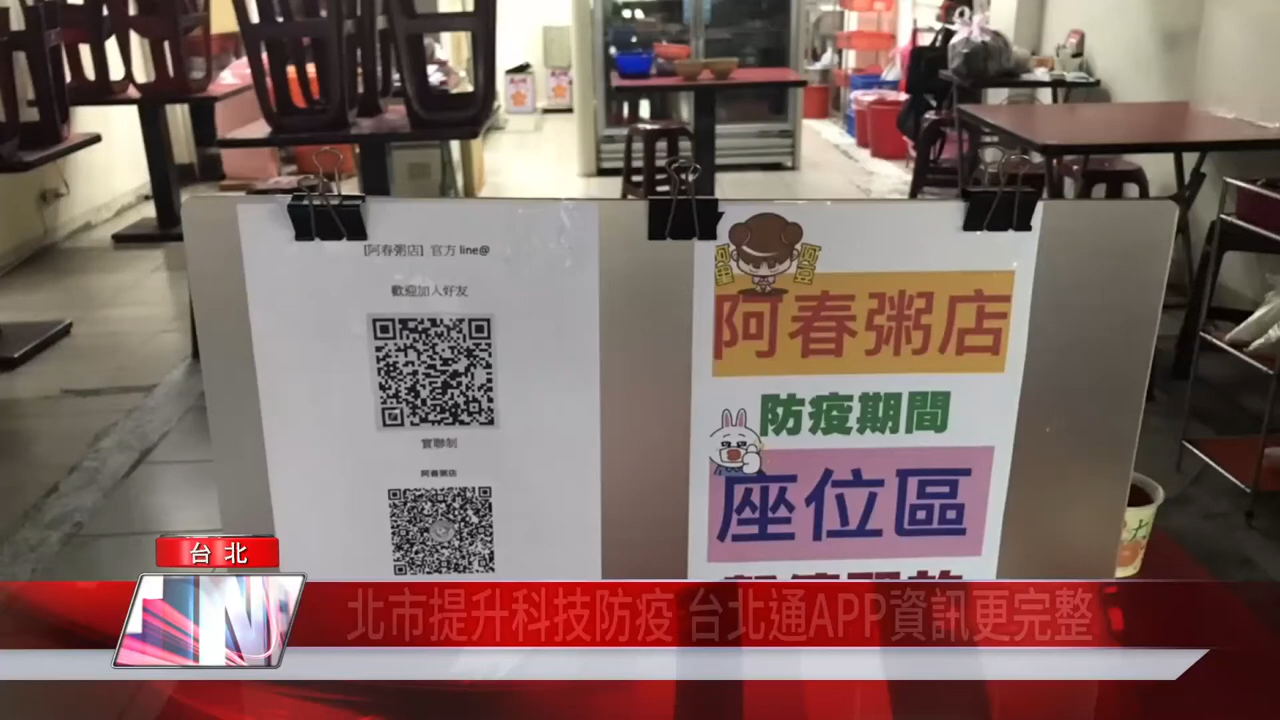 【阿春粥店】官方 line@
歡迎加入好友
實聯制
阿春粥店
阿春粥店
防疫期間
座位區
台北
北市提升科技防疫 台北通APP資訊更完整